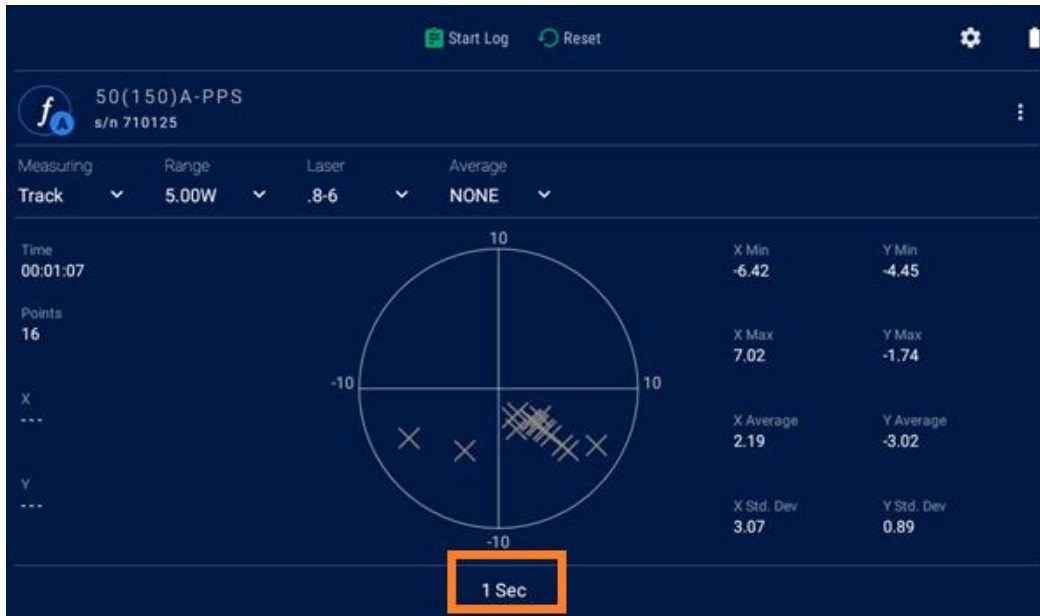 Start Log Reset
f A
50(150)A-PPS
s/n 710125
Measuring Range Laser Average
Track 5.00W .8-6 NONE
Time
00:01:07
Points
16
X
---
Y
---
10
-10 10
-10
X Min Y Min
-6.42 -4.45
X Max Y Max
7.02 -1.74
X Average Y Average
2.19 -3.02
X Std. Dev Y Std. Dev
3.07 0.89
1 Sec